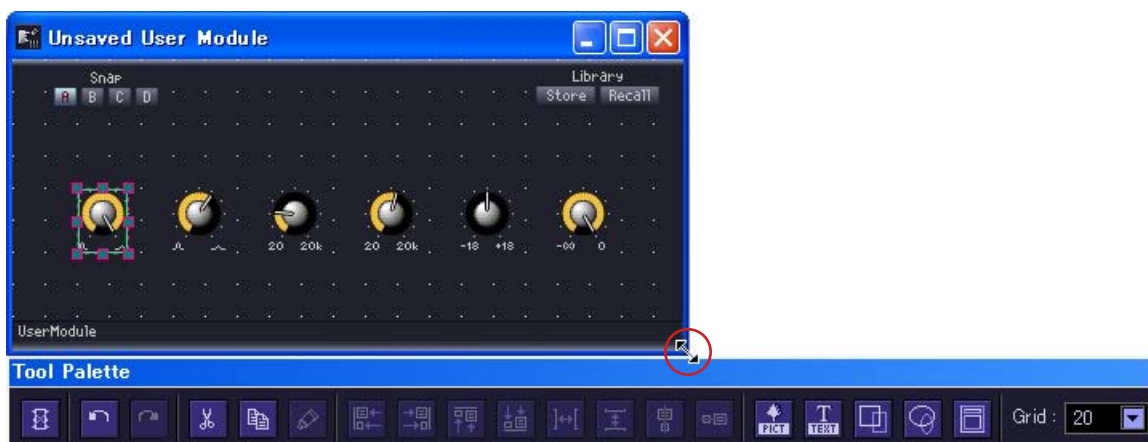 Unsaved User Module
Snap
A B C D
Library
Store Recall
20 20k
20 20k
-18 +18
-∞ 0
UserModule
Tool Palette
PICT
T
TEXT
Grid : 20